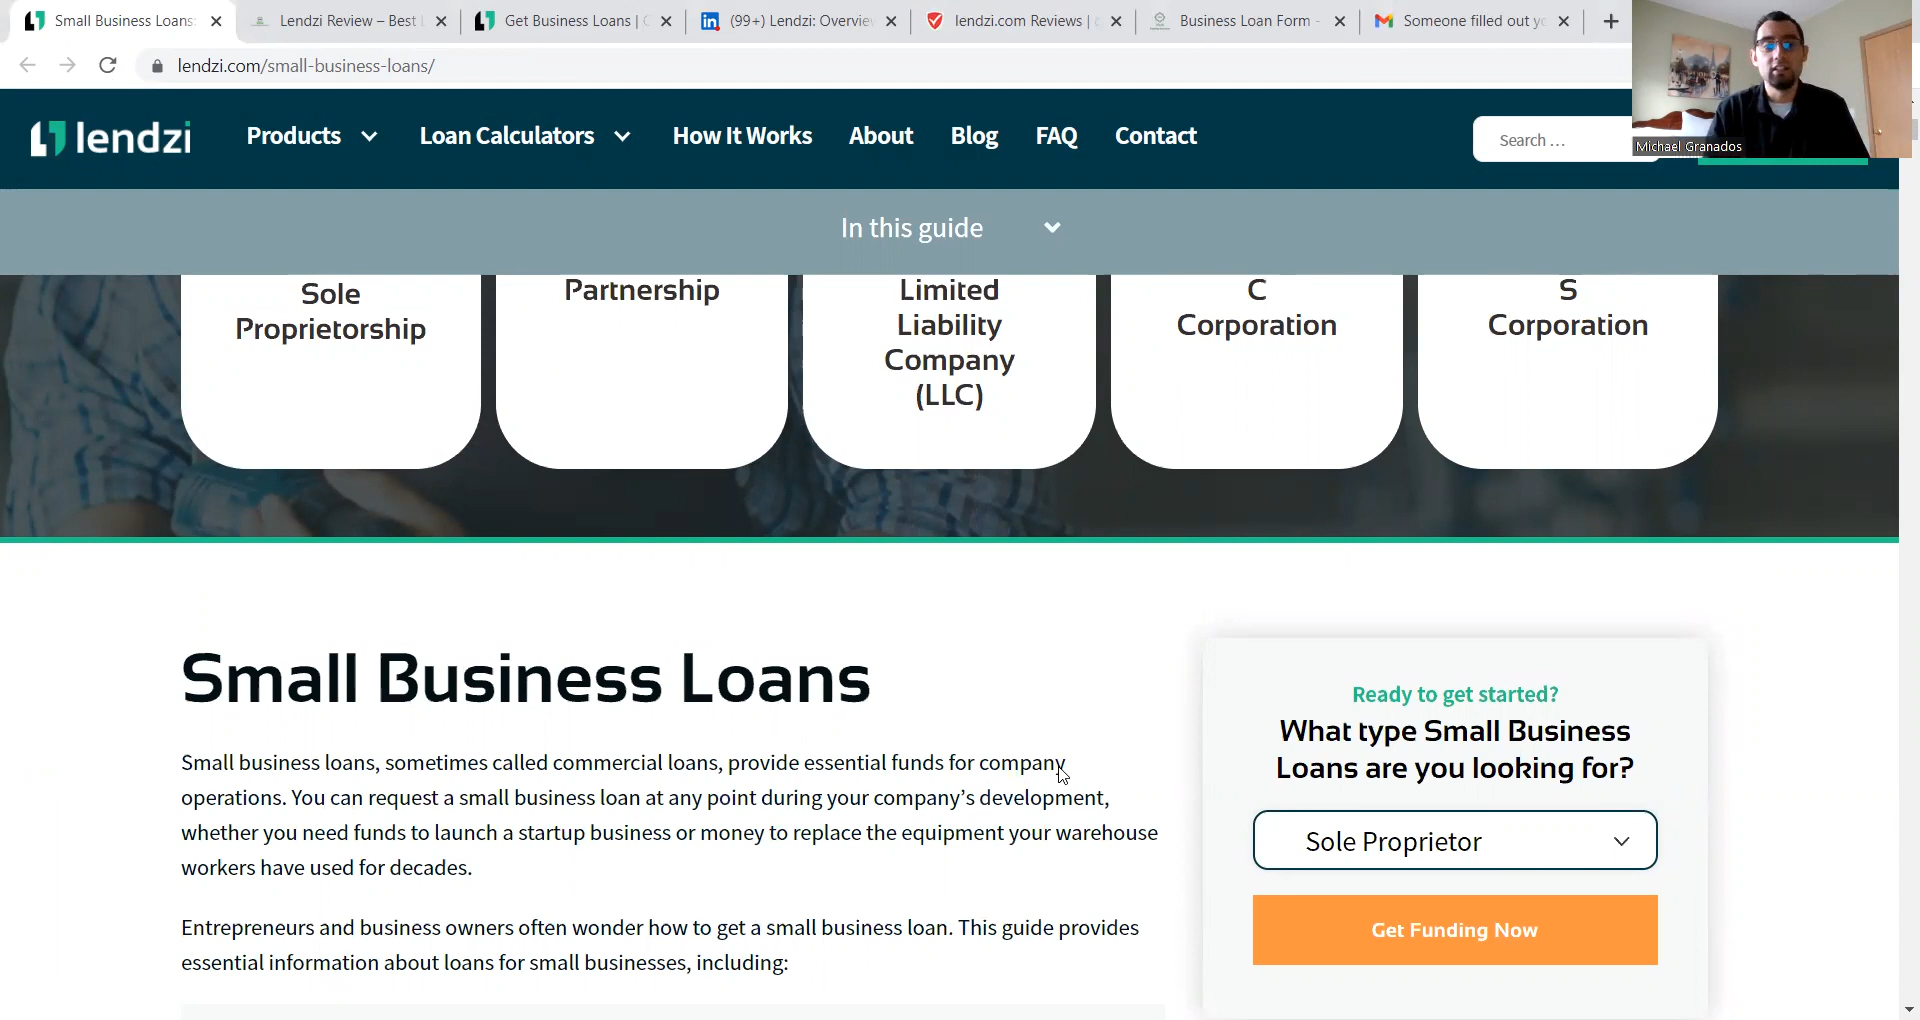 Small Business Loans
Lendzi Review – Best
Get Business Loans |
(99+) Lendzi: Overvie
lendzi.com Reviews |
Business Loan Form -
Someone filled out yo
lendzi.com/small-business-loans/
lendzi
Products
Loan Calculators
How It Works
About
Blog
FAQ
Contact
Search ...
Michael Granados
In this guide
Sole
Proprietorship
Partnership
Limited
Liability
Company
(LLC)
C
Corporation
S
Corporation
Small Business Loans
Small business loans, sometimes called commercial loans, provide essential funds for company
operations. You can request a small business loan at any point during your company’s development,
whether you need funds to launch a startup business or money to replace the equipment your warehouse
workers have used for decades.
Entrepreneurs and business owners often wonder how to get a small business loan. This guide provides
essential information about loans for small businesses, including:
Ready to get started?
What type Small Business
Loans are you looking for?
Sole Proprietor
Get Funding Now